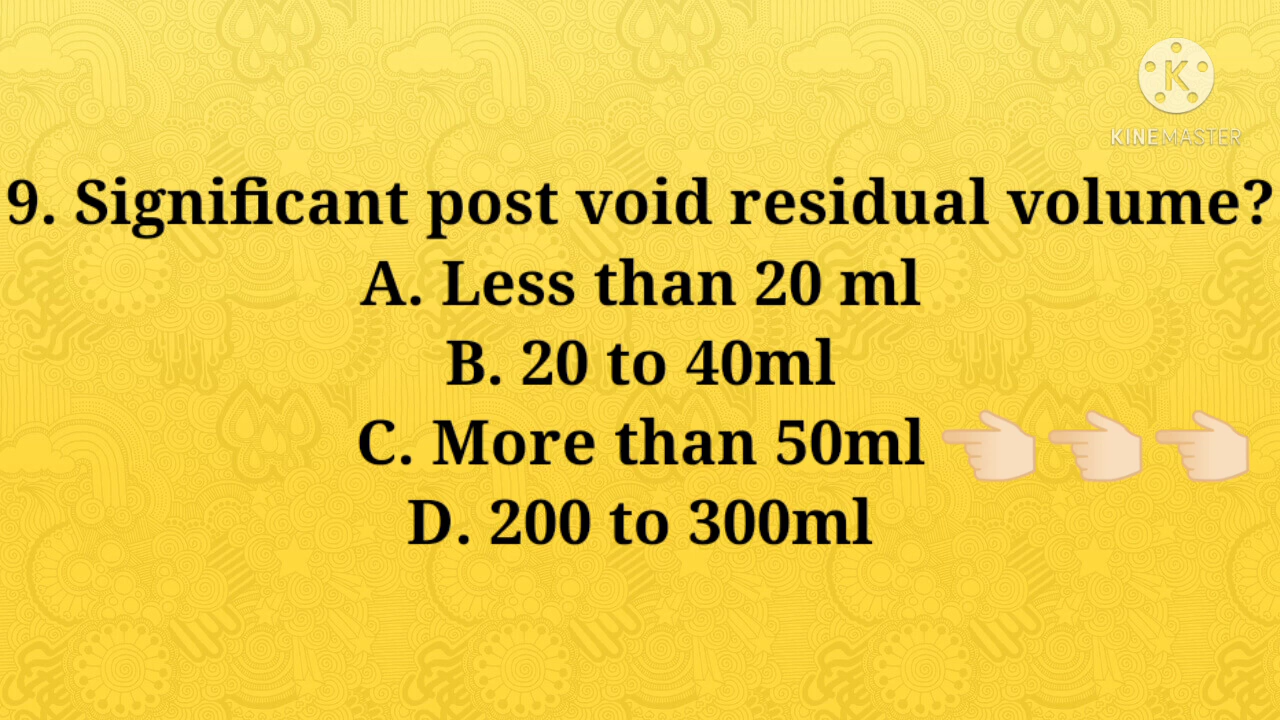 K
KINEMASTER
9. Significant post void residual volume?
A. Less than 20 ml
B. 20 to 40ml
C. More than 50ml
D. 200 to 300ml